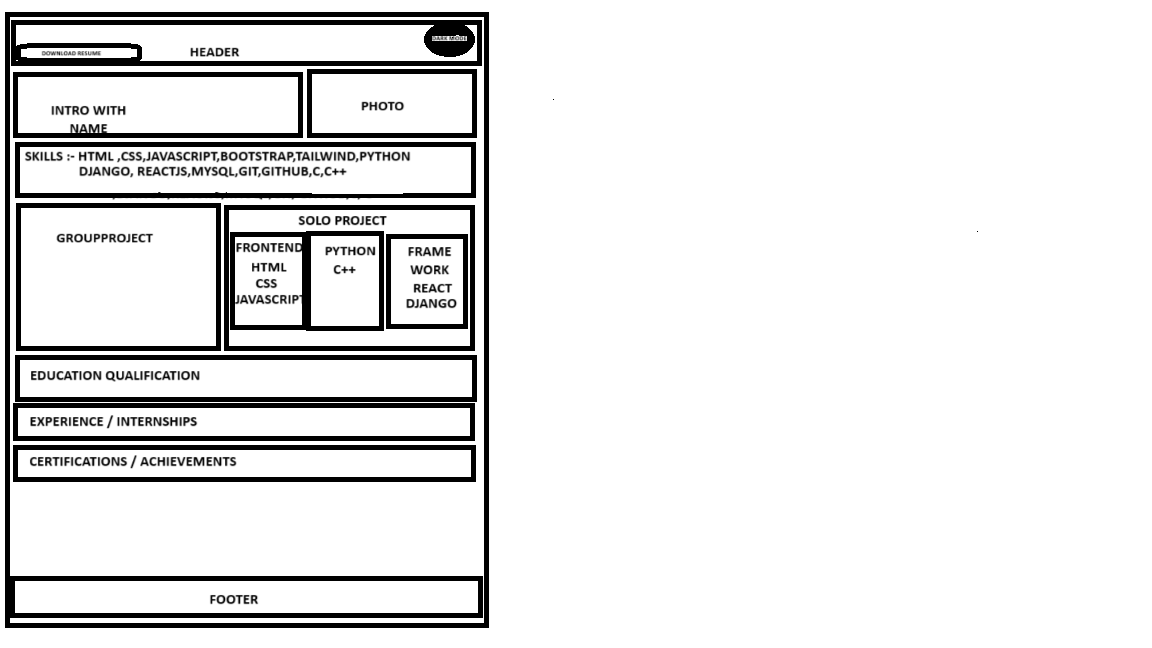 DARK MODE
DOWNLOAD RESUME
HEADER
INTRO WITH
NAME
PHOTO
SKILLS :- HTML ,CSS,JAVASCRIPT,BOOTSTRAP,TAILWIND,PYTHON
DJANGO, REACTJS,MYSQL,GIT,GITHUB,C,C++
GROUPPROJECT
SOLO PROJECT
FRONTEND
HTML
CSS
JAVASCRIPT
PYTHON
C++
FRAME
WORK
REACT
DJANGO
EDUCATION QUALIFICATION
EXPERIENCE / INTERNSHIPS
CERTIFICATIONS / ACHIEVEMENTS
FOOTER